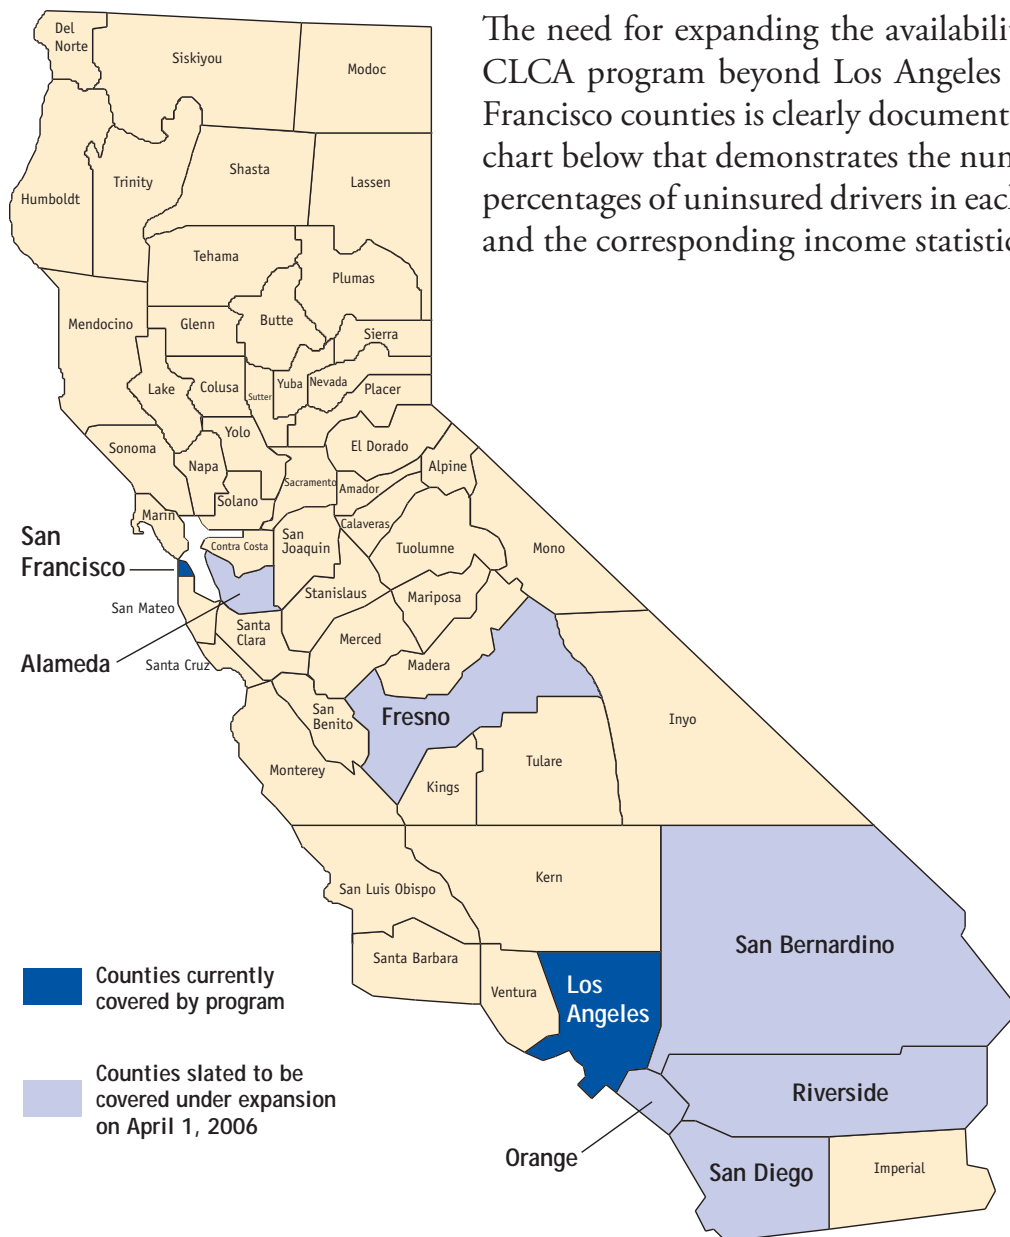 The need for expanding the availabili
CLCA program beyond Los Angeles
Francisco counties is clearly document
chart below that demonstrates the nu
percentages of uninsured drivers in eac
and the corresponding income statisti
Del
Norte
Siskiyou
Modoc
Humboldt
Trinity
Shasta
Lassen
Tehama
Plumas
Mendocino
Glenn
Butte
Sierra
Lake
Colusa
Sutter
Yuba
Nevada
Placer
Sonoma
Yolo
El Dorado
Napa
Sacramento
Amador
Alpine
Solano
Marin
Calaveras
San
Francisco
Contra Costa
San
Joaquin
Tuolumne
Mono
San Mateo
Stanislaus
Mariposa
Santa
Clara
Merced
Alameda
Santa Cruz
Madera
San
Benito
Fresno
Inyo
Monterey
Kings
Tulare
San Luis Obispo
Kern
Santa Barbara
Ventura
Los
Angeles
San Bernardino
Counties currently
covered by program
Counties slated to be
covered under expansion
on April 1, 2006
Riverside
Orange
San Diego
Imperial